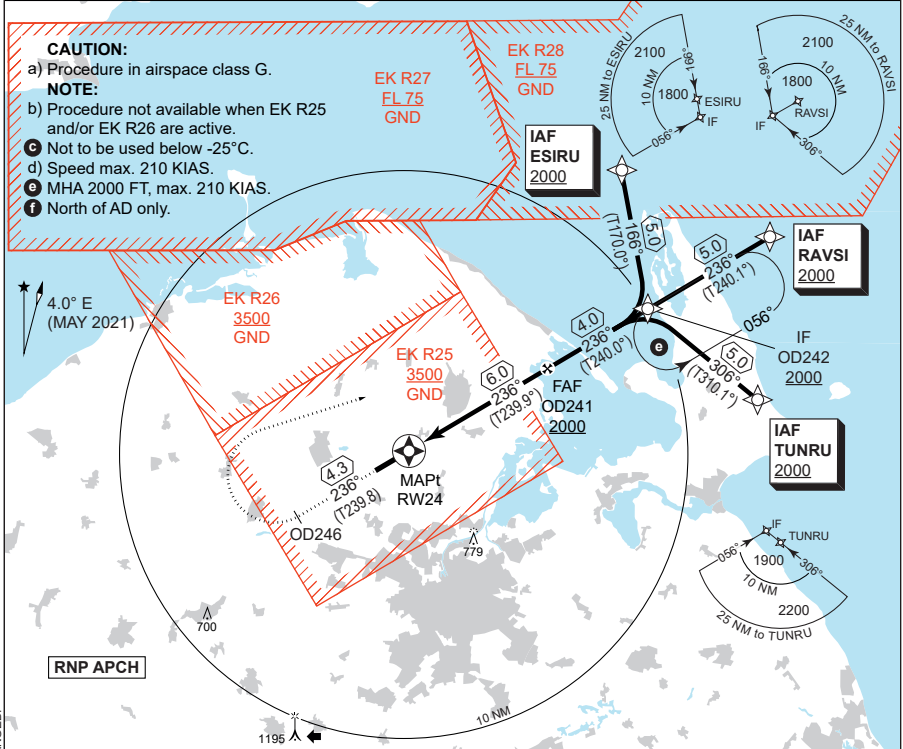 CAUTION:
a) Procedure in airspace class G.
NOTE:
b) Procedure not available when EK R25
and/or EK R26 are active.
c Not to be used below -25°C.
d) Speed max. 210 KIAS.
e MHA 2000 FT, max. 210 KIAS.
f North of AD only.
EK R27
FL 75
GND
EK R28
FL 75
GND
25 NM to ESIRU
2100
166°
10 NM
1800
ESIRU
IF
056°
25 NM to RAVSI
2100
166°
10 NM
1800
RAVSI
IF
306°
IAF
ESIRU
2000
5.0
166°
(T170.0°)
5.0
236°
(T240.1°)
IAF
RAVSI
2000
056°
4.0° E
(MAY 2021)
EK R26
3500
GND
EK R25
3500
GND
4.0
236°
(T240.0°)
e
IF
OD242
2000
5.0
306°
(T310.1°)
6.0
236°
(T239.9°)
FAF
OD241
2000
IAF
TUNRU
2000
4.3
236°
(T239.8)
MAPt
RW24
OD246
779
IF
TUNRU
056°
306°
1900
10 NM
2200
25 NM to TUNRU
700
RNP APCH
10 NM
1195